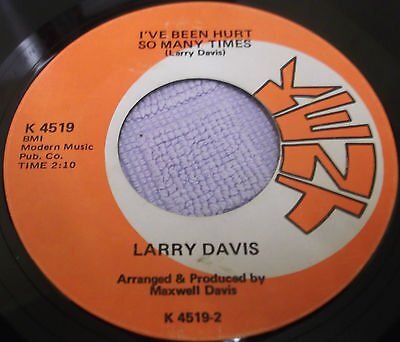 I'VE BEEN HURT
SO MANY TIMES
(Larry Davis)
K 4519
BMI
Modern Music
Pub. Co.
TIME 2:10
KENT
LARRY DAVIS
Arranged & Produced by
Maxwell Davis
K 4519-2